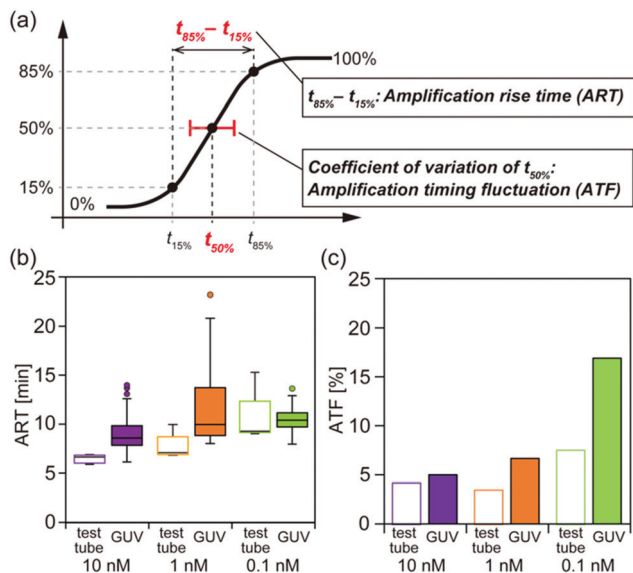 (a)
t85%– t15%
85%
100%
t85%– t15%: Amplification rise time (ART)
50%
Coefficient of variation of t50%:
Amplification timing fluctuation (ATF)
15%
0%
t15%
t50%
t85%
(b)
25
20
15
10
5
0
ART [min]
test
tube
GUV
test
tube
GUV
test
tube
GUV
10 nM
1 nM
0.1 nM
(c)
25
20
15
10
5
0
ATF [%]
test
tube
GUV
test
tube
GUV
test
tube
GUV
10 nM
1 nM
0.1 nM